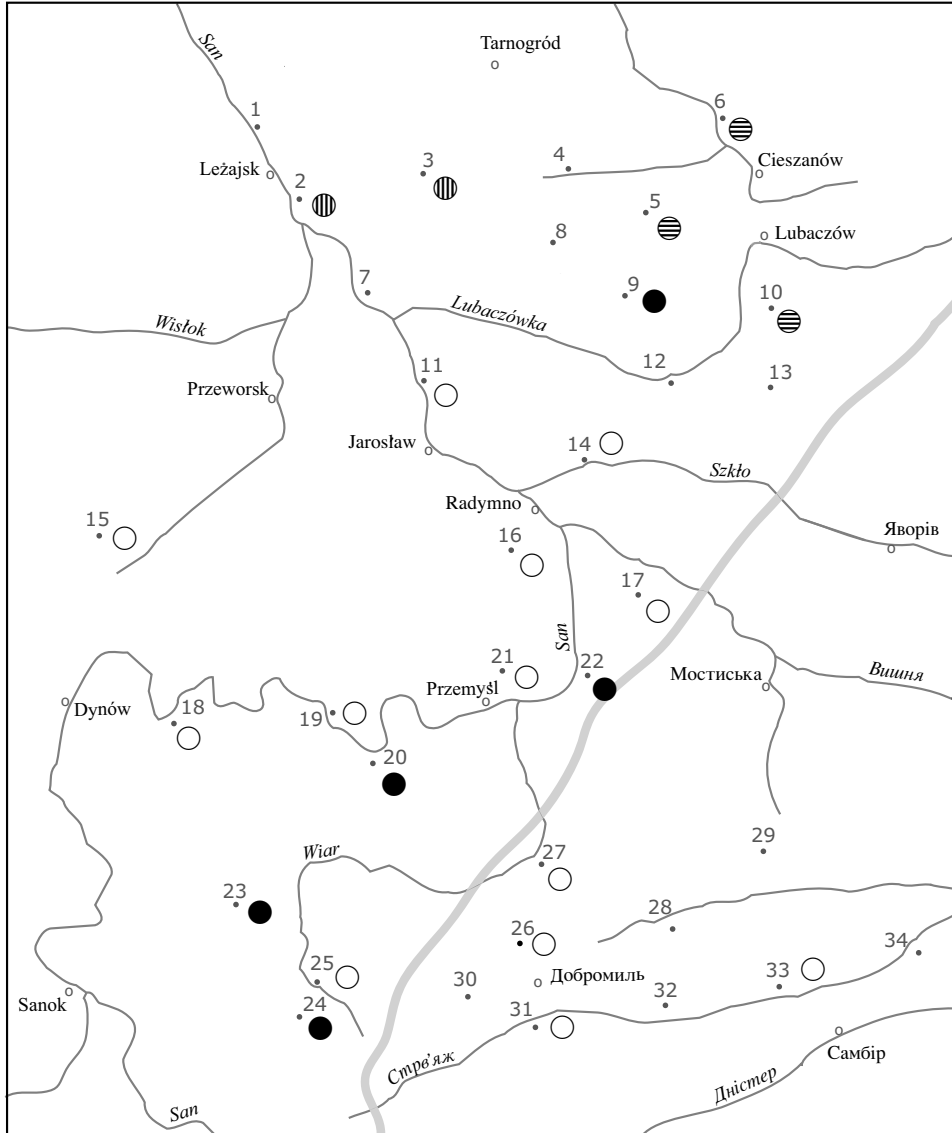 San
Tarnogród
1
6
3
4
Cieszanów
Leżajsk
2
5
8
Lubaczów
7
9
10
Lubaczówka
Wisłok
11
12
13
Przeworsk
Jarosław
14
Szkło
Radymno
15
16
Яворів
17
San
21
22
Мостиська
Вишня
Przemyśl
Dynów
18
19
20
29
Wiar
27
23
28
26
34
25
30
Добромиль
33
Sanok
24
31
32
Самбір
Стрв'яж
Дністер
San